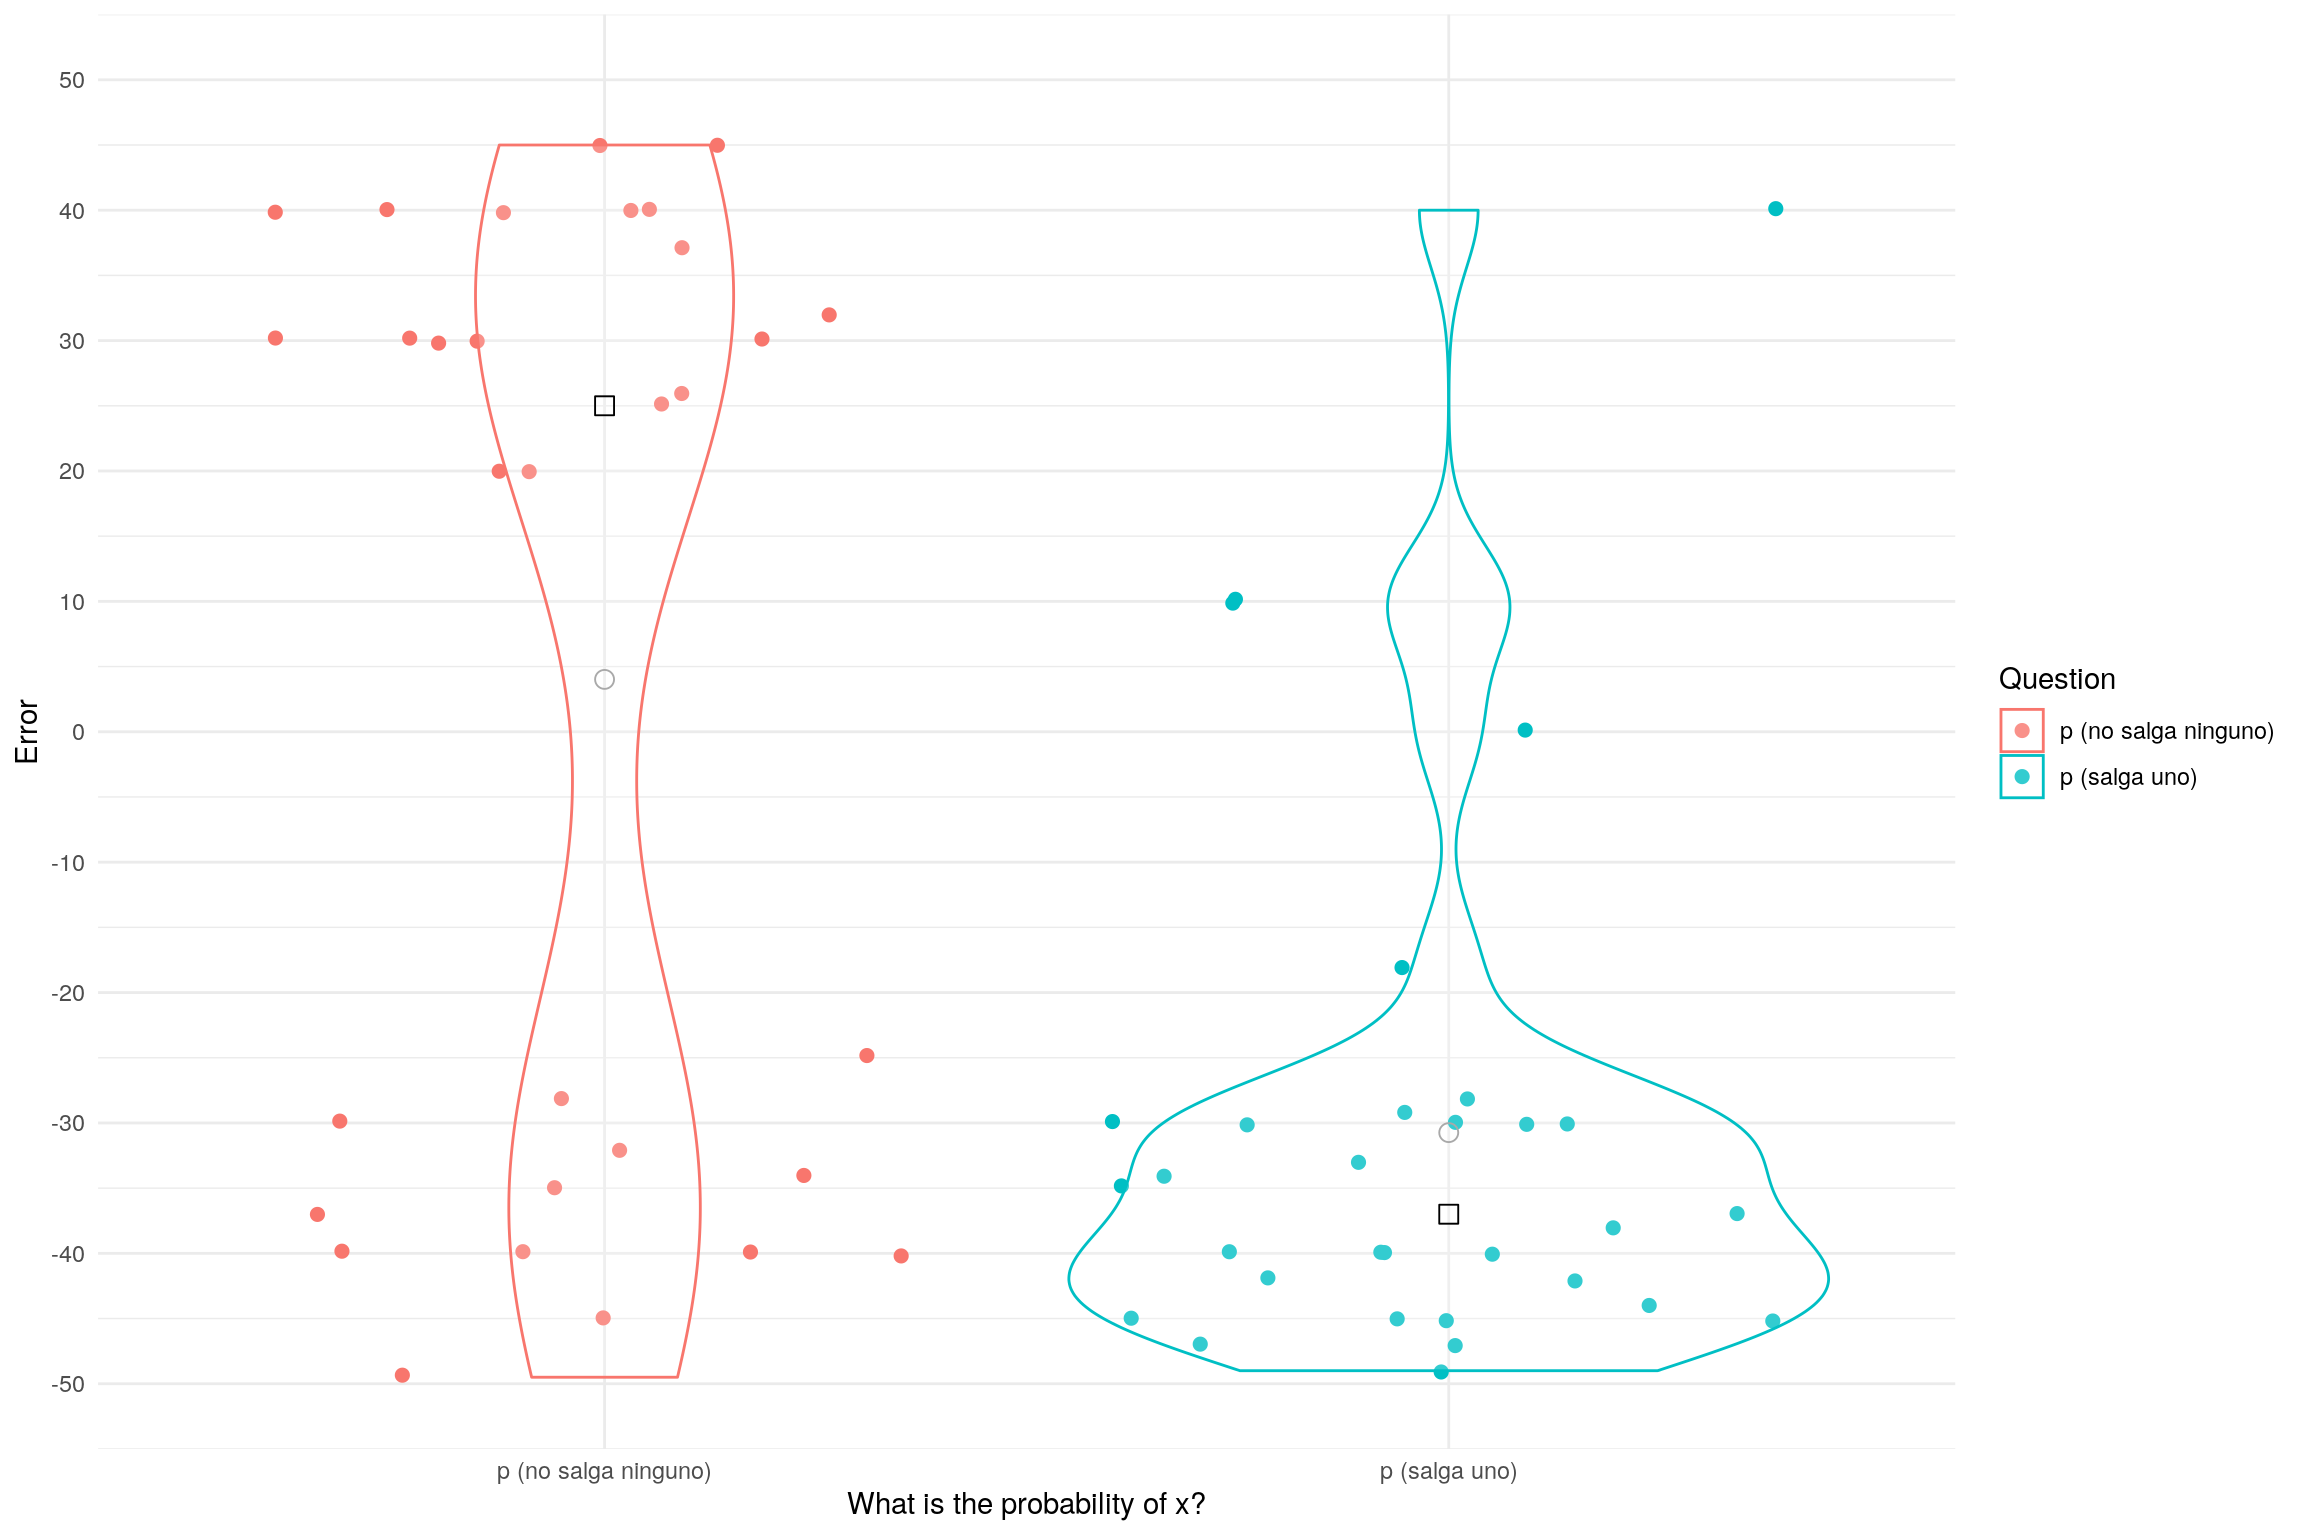 Error
50
40
30
20
10
0
-10
-20
-30
-40
-50
p (no salga ninguno)
p (salga uno)
What is the probability of x?
Question
p (no salga ninguno)
p (salga uno)